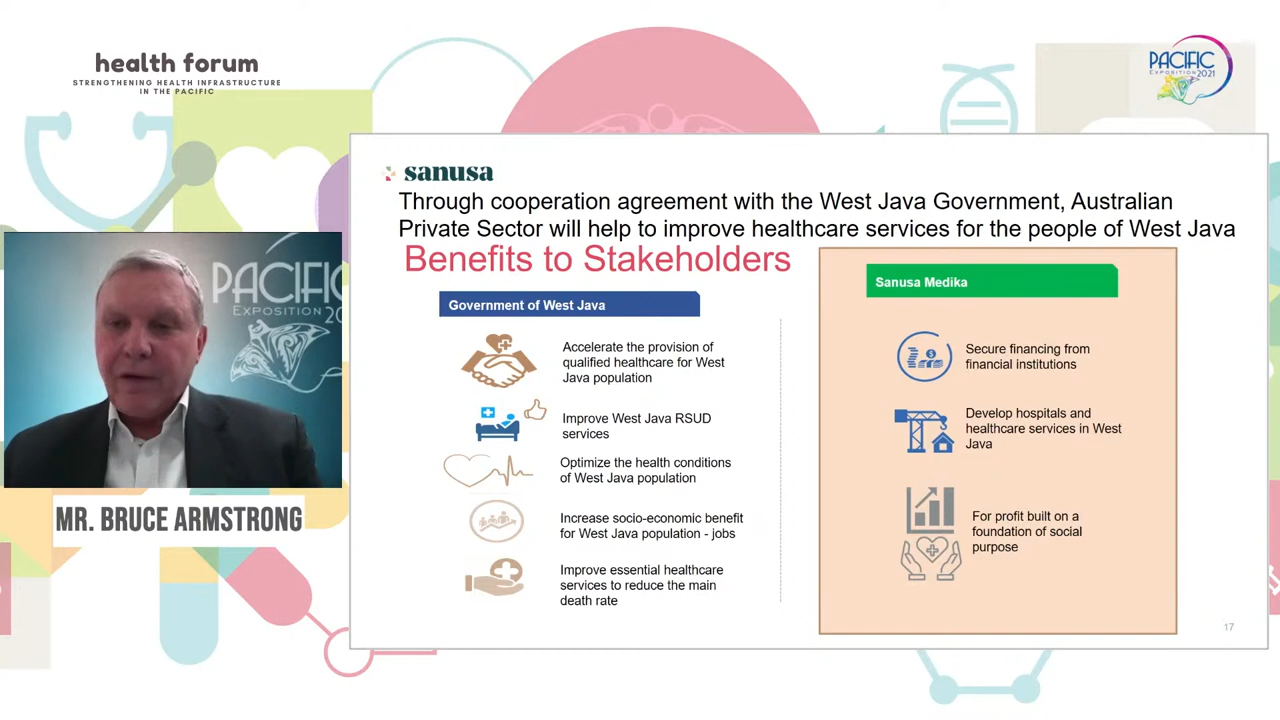 health forum
STRENGTHENING HEALTH INFRASTRUCTURE
IN THE PACIFIC
PACIFIC
EXPOSITION 2021
sanusa
Through cooperation agreement with the West Java Government, Australian
Private Sector will help to improve healthcare services for the people of West Java
Benefits to Stakeholders
Government of West Java
Accelerate the provision of
qualified healthcare for West
Java population
Improve West Java RSUD
services
Optimize the health conditions
of West Java population
Increase socio-economic benefit
for West Java population - jobs
Improve essential healthcare
services to reduce the main
death rate
Sanusa Medika
Secure financing from
financial institutions
Develop hospitals and
healthcare services in West
Java
For profit built on a
foundation of social
purpose
17
PACIFIC
EXPOSITION 20
MR. BRUCE ARMSTRONG